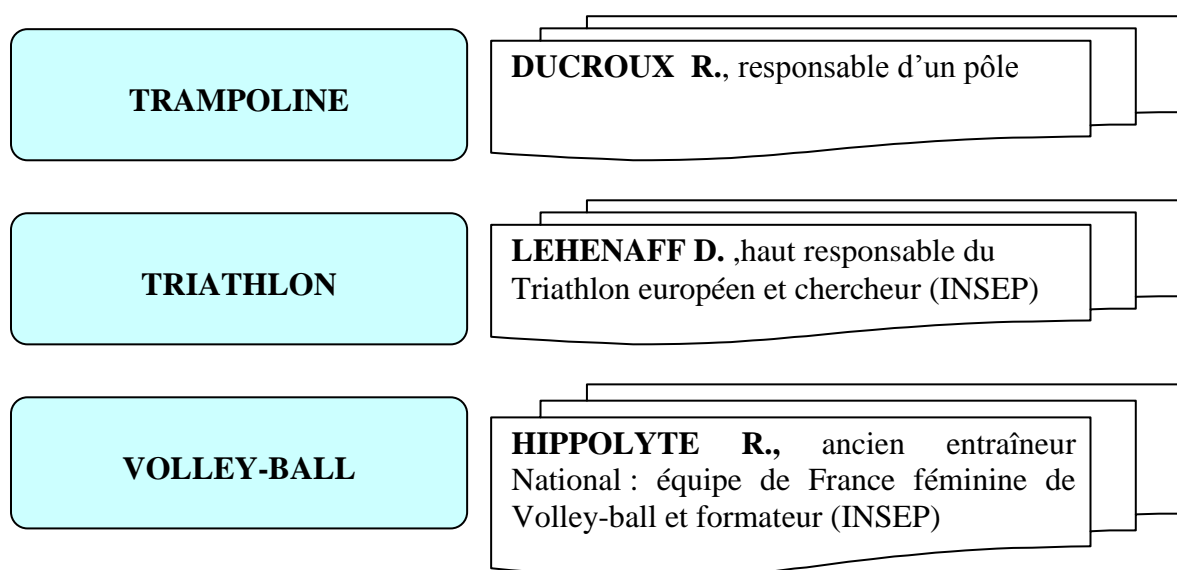 TRAMPOLINE
DUCROUX R., responsable d'un pôle
TRIATHLON
LEHENAFF D. ,haut responsable du
Triathlon européen et chercheur (INSEP)
VOLLEY-BALL
HIPPOLYTE R., ancien entraîneur
National : équipe de France féminine de
Volley-ball et formateur (INSEP)